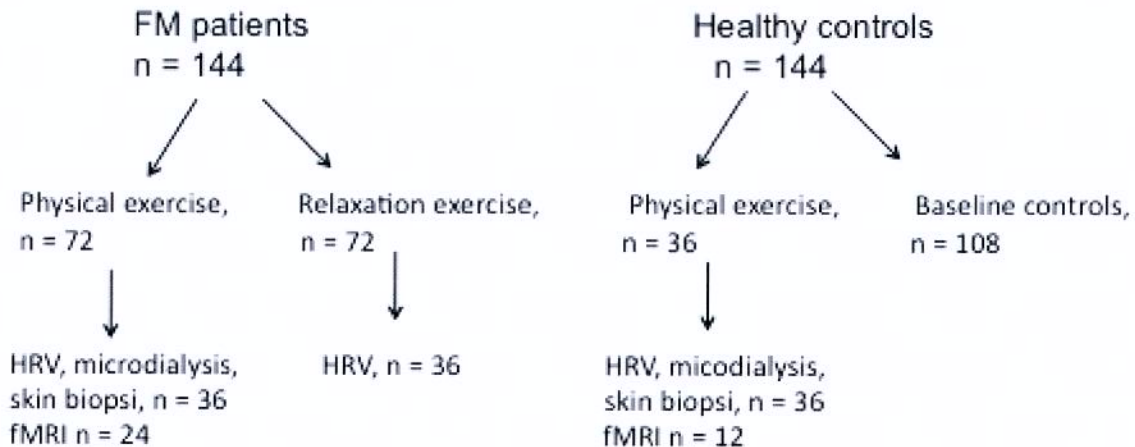 FM patients
n = 144
Healthy controls
n = 144
Physical exercise,
n = 72
Relaxation exercise,
n = 72
Physical exercise,
n = 36
Baseline controls,
n = 108
HRV, microdialysis,
skin biopsi, n = 36
fMRI n = 24
HRV, n = 36
HRV, micodialysis,
skin biopsi, n = 36
fMRI n = 12